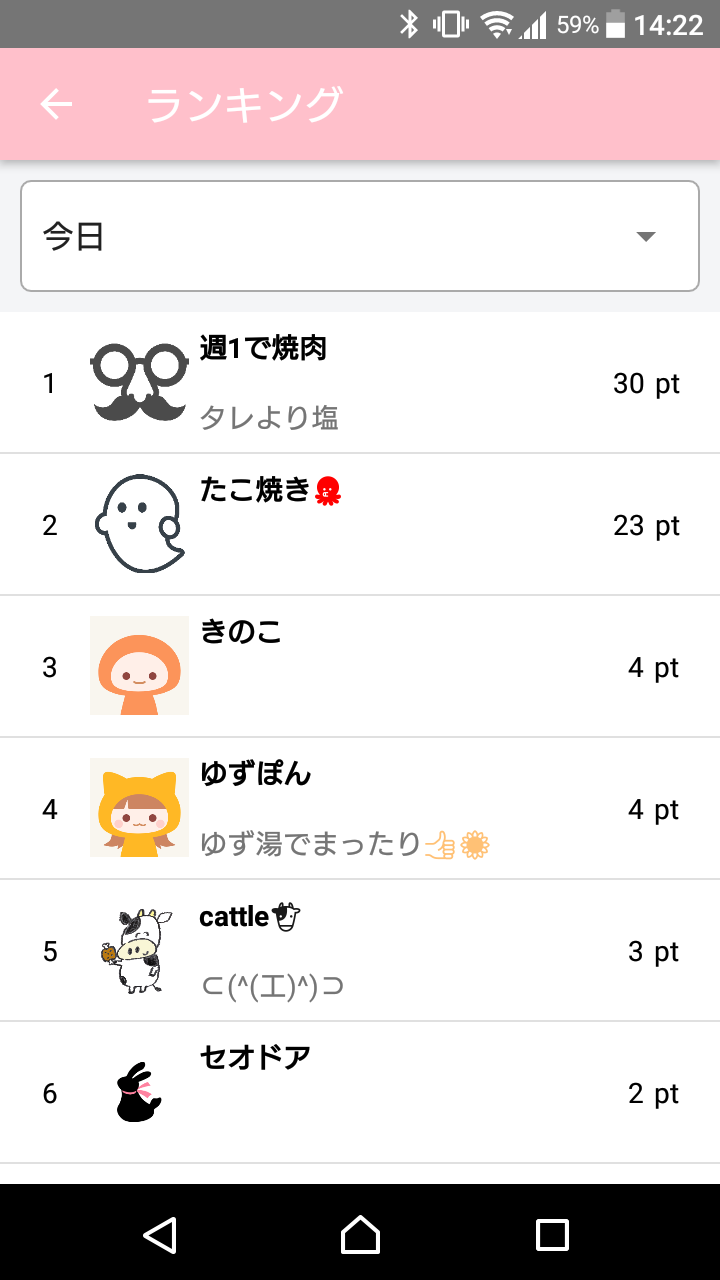 59% 14:22
ランキング
今日
1 週1で焼肉 30 pt
タレより塩
2 たこ焼き🐙 23 pt
3 きのこ 4 pt
4 ゆずぽん 4 pt
ゆず湯でまったり👍🌼
5 cattle🐮 3 pt
⊂(^(工)^)⊃
6 セオドア 2 pt